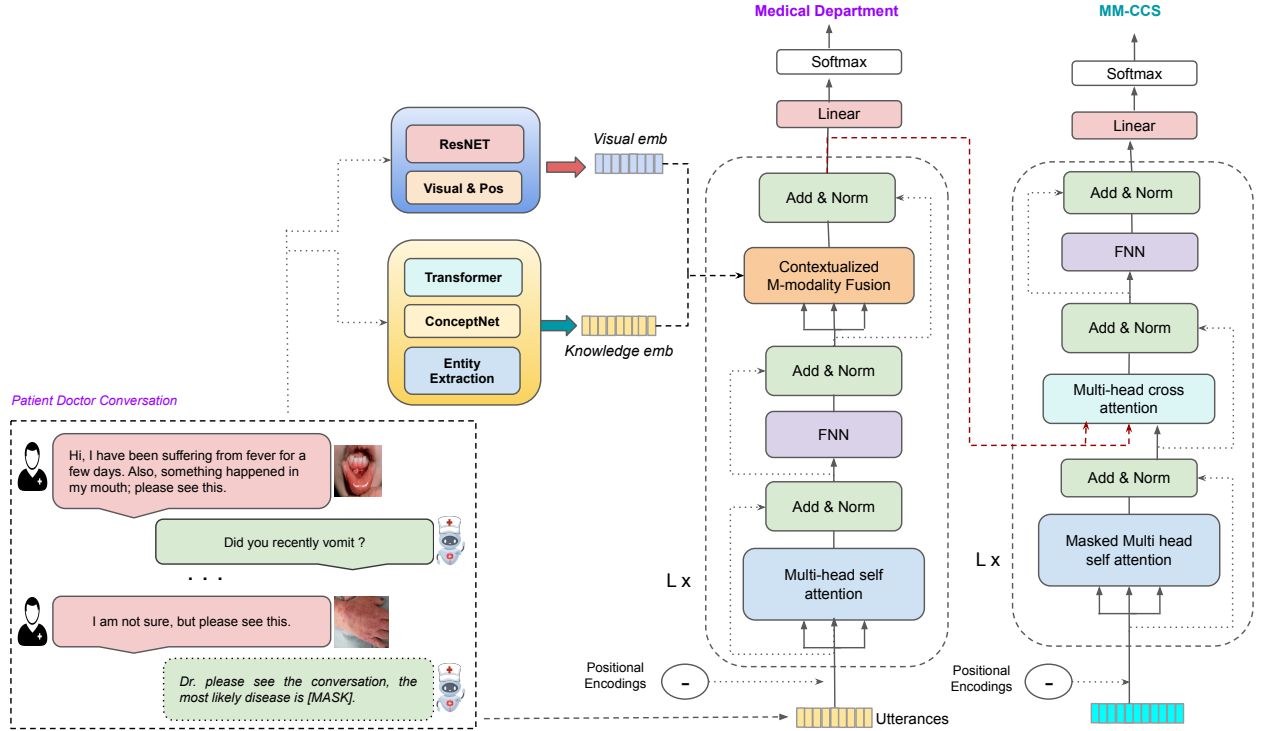 Medical Department
MM-CCS
Softmax
Softmax
Linear
Linear
ResNET
Visual & Pos
Visual emb
Add & Norm
Add & Norm
FNN
Contextualized
M-modality Fusion
Transformer
ConceptNet
Entity
Extraction
Knowledge emb
Add & Norm
Add & Norm
Multi-head cross
attention
FNN
Add & Norm
Add & Norm
Masked Multi head
self attention
L x
Multi-head self
attention
L x
Patient Doctor Conversation
Hi, I have been suffering from fever for a
few days. Also, something happened in
my mouth; please see this.
Did you recently vomit ?
. . .
I am not sure, but please see this.
Dr. please see the conversation, the
most likely disease is [MASK].
Positional
Encodings
-
Positional
Encodings
-
Utterances